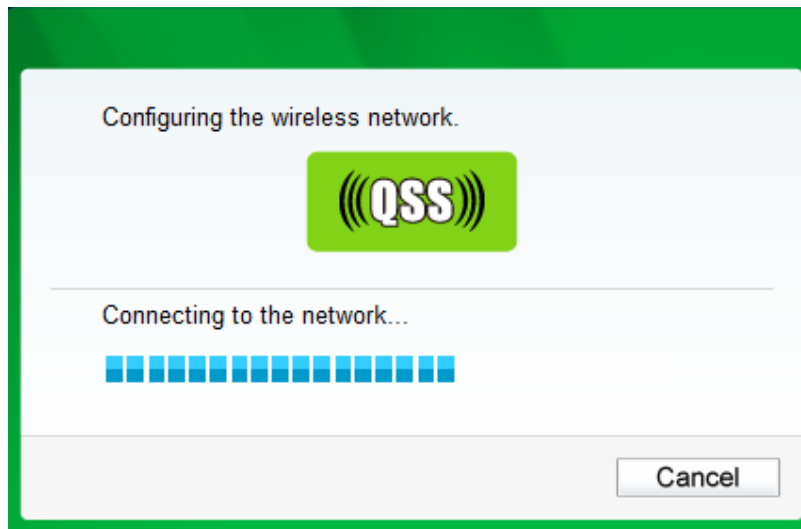 Configuring the wireless network.
QSS
Connecting to the network...
Cancel